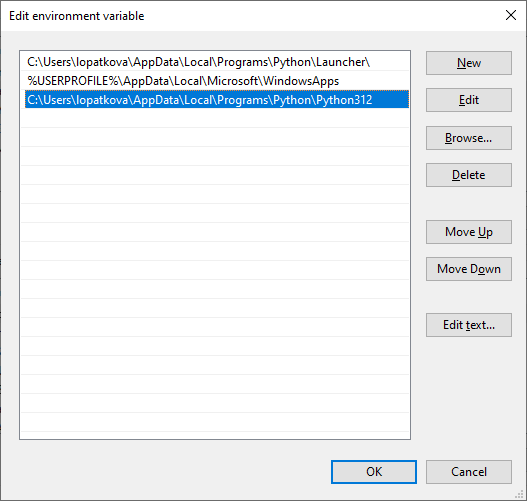 Edit environment variable
C:\Users\lopatkova\AppData\Local\Programs\Python\Launcher\
%USERPROFILE%\AppData\Local\Microsoft\WindowsApps
C:\Users\lopatkova\AppData\Local\Programs\Python\Python312
New
Edit
Browse...
Delete
Move Up
Move Down
Edit text...
OK
Cancel